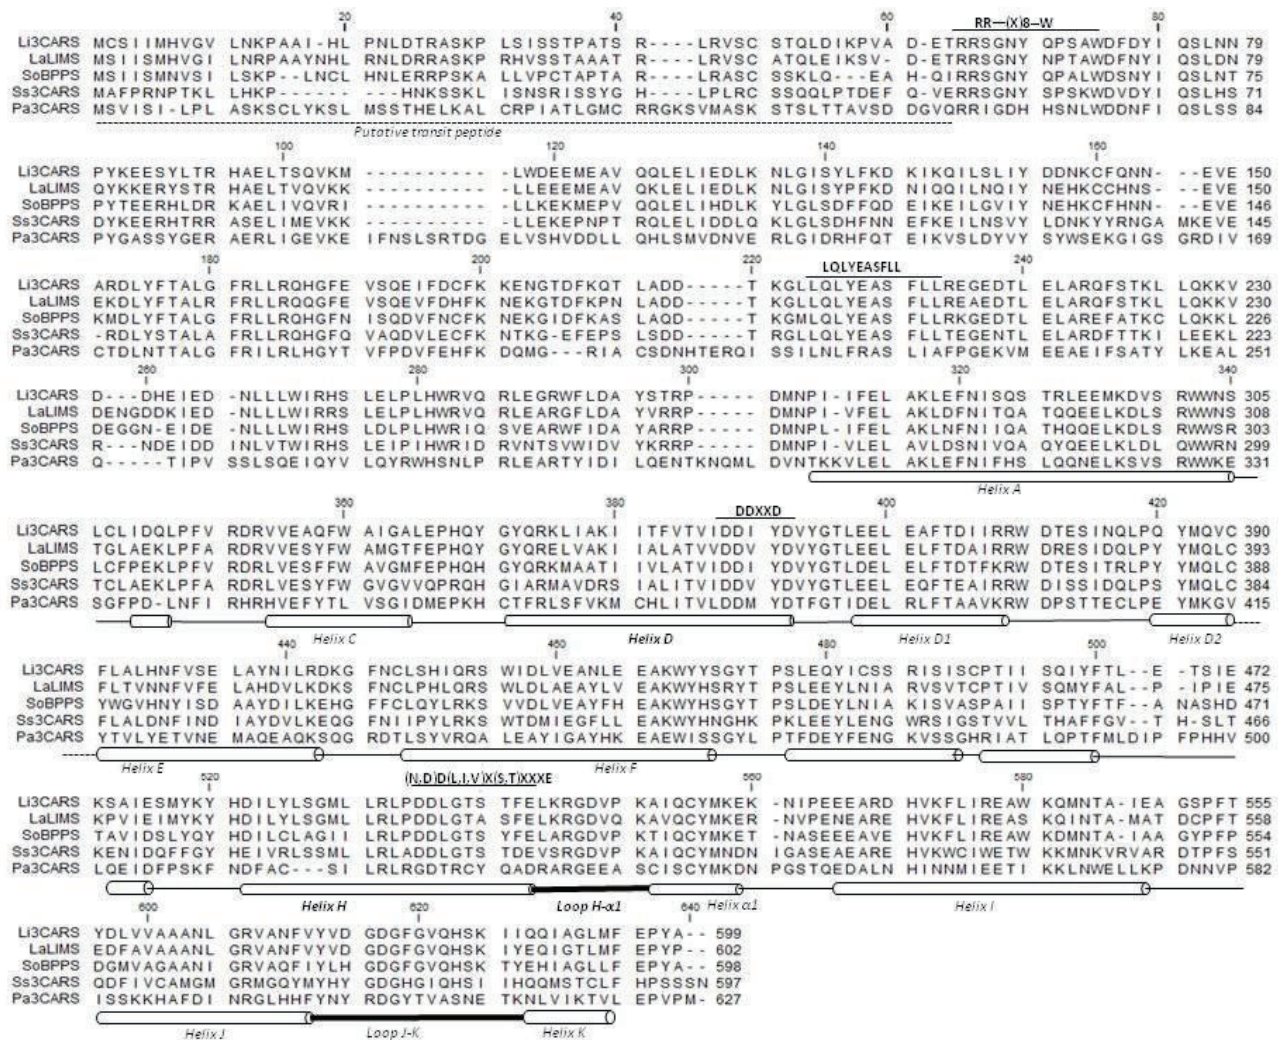 RR—(X)8–W
20 40 60 80
Li3CARS MCSIIMHVGV LNKPAAI-HL PNLDTRASKP LSISSTPATS R----LRVSC STQLDIKPVA D-ETRRSGNY QPSAWDFDYI QSLNN 79
LaLIMS MSIISMHVGI LNRPAAYNHL RNLDRRASKP RHVSSTAAAT R----LRVSC ATQLEIKSV- D-ETRRSGNY NPTAWDFNYI QSLDN 79
SoBPPS MSIISMNVSI LSKP--LNCL HNLERRPSKA LLVPCTAPTA R----LRASC SSKLQ---EA H-QIRRSGNY QPALWDSNYI QSLNT 75
Ss3CARS MAFPRNPTKL LHKP------ --HNKSSKLI ISNSRISSYG H----LPLRC SSQQLPTDEF Q-VERRSGNY SPSKWDVDYI QSLHS 71
Pa3CARS MSVISI-LPL ASKSCLYKSL MSSTHELKAL CRPIATLGMC RRGKSVMASK STSLTTAVSD DGVQRRIGDH HSNLWDDNFI QSLSS 84
Putative transit peptide
100 120 140 160
Li3CARS PYKEESYLTR HAELTSQVKM ---------- -LWDEEMEAV QQLELIEDLK NLGISYLFKD KIKQILSLIY DDNKCFQNN- --EVE 150
LaLIMS QYKKERYSTR HAELTVQVKK ---------- -LLEEEMEAV QKLELIEDLK NLGISYPFKD NIQQILNQIY NEHKCCHNS- --EVE 150
SoBPPS PYTEERHLDR KAELIVQVRI ---------- -LLKEKMEPV QQLELIHDLK YLGLSDFFQD EIKEILGVIY NEHKCFHNN- --EVE 146
Ss3CARS DYKEERHTRR ASELIMEVKK ---------- -LLEKEPNPT RQLELIDDLQ KLGLSDHFNN EFKEILNSVY LDNKYYRNGA MKEVE 145
Pa3CARS PYGASSYGER AERLIGEVKE IFNSLSRTDG ELVSHVDDLL QHLSMVDNVE RLGIDRHFQT EIKVSLDYVY SYWSEKGIGS GRDIV 169
180 200 220 LQLYEASFLL 240
Li3CARS ARDLYFTALG FRLLRQHGFE VSQEIFDCFK KEKGTDFKQT LADD-----T KGLLQLYEAS FLLREGEDTL ELARQFSTKL LQKKV 230
LaLIMS EKDLYFTALG FRLLRQQGFE VSQEVFDHFK NEKGTDFKPN LADD-----T KGLLQLYEAS FLLREGEDTL ELARQFSTKL LQKKV 230
SoBPPS KMDLYFTALG FRLLRQHGFN ISQDVFNCFK NEKGIDFKAS LAQD-----T KGMLQLYEAS FLLRKGEDTL ELAREFATKC LQKKL 226
Ss3CARS -RDLYSTALA FRLLRQHGFQ VAQDVLECFK NTKG-EFEPS LSDD-----T RGLLQLYEAS FLLTEGENTL ELARDFTTKI LEEKL 223
Pa3CARS CTDLNTTALG FRILRLHGYT VFPDVFEHFK DQMG---RIA CSDNHTERQI SSILNLFRAS LIAFPGEKVM EEAEIFSATY LKEAL 251
260 280 300 320 340
Li3CARS D---DHEIED -NLLLWIRHS LELPLHWRVQ RLEGRWFLDA YSTRP----- DMNPI-IFEL AKLEFNISQS TRLEEMKDVS RWWNS 305
LaLIMS DENGDDKIED -NLLLWIRRS LELPLHWRVQ RLEARGFLDA YVRRP----- DMNPI-VFEL AKLDFNITQA TQQEELKDLS RWWNS 308
SoBPPS DEGGN-EIDE -NLLLWIRHS LDLPLHWRIQ SVEARWFIDA YARRP----- DMNPL-IFEL AKLNFNIIQA THQQELKDLS RWWSR 303
Ss3CARS R---NDEIDD INLVTWIRHS LEIPIHWRID RVNTSVWIDV YKRRP----- DMNPI-VLEL AVLDSNIVQA QYQEELKLDL QWWRN 299
Pa3CARS Q-----TIPV SSLSQEIQYV LQYRWHSNLP RLEARTYIDI LQENTKNQML DVNTKKVLEL AKLEFNIFHS LQQNELKSVS RWWKE 331
Helix A
360 380 DDXXD 400 420
Li3CARS LCLIDQLPFV RDRVVEAQFW AIGALEPHQY GYQRKLIAKI ITFVTVIDDI YDVYGTLEEL EAFTDIIRRW DTESINQLPQ YMQVC 390
LaLIMS TGLAEKLPFA RDRVVESYFW AMGTFEPHQY GYQRELVAKI IALATVVDDV YDVYGTLEEL ELFTDAIRRW DRESIDQLPY YMQLC 393
SoBPPS LCFPEKLPFV RDRLVESFFW AVGMFEPHQH GYQRKMAATI IVLATVIDDI YDVYGTLDEL ELFTDTFKRW DTESITRLPY YMQLC 388
Ss3CARS TCLAEKLPFA RDRLVESYFW GVGVVQPRQH GIARMAVDRS IALITVIDDV YDVYGTLEEL EQFTEAIRRW DISSIDQLPS YMQLC 384
Pa3CARS SGFPD-LNFI RHRHVEFYTL VSGIDMEPKH CTFRLSFVKM CHLITVLDDM YDTFGTIDEL RLFTAAVKRW DPSTTECLPE YMKGV 415
Helix C Helix D Helix D1 Helix D2
440 460 480 500
Li3CARS FLALHNFVSE LAYNILRDKG FNCLSHIQRS WIDLVEANLE EAKWYYSGYT PSLEQYICSS RISISCPTII SQIYFTL--E -TSIE 472
LaLIMS FLTVNNFVFE LAHDVLKDKS FNCLPHLQRS WLDLAEAYLV EAKWYHSRYT PSLEEYLNIA RVSVTCPTIV SQMYFAL--P -IPIE 475
SoBPPS YWGVHNYISD AAYDILKEHG FFCLQYLRKS VVDLVEAYFH EAKWYHSGYT PSLDEYLNIA KISVASPAII SPTYFTF--A NASHD 471
Ss3CARS FLALDNFIND IAYDVLKEQG FNIIPYLRKS WTDMIEGFLL EAKWYHNGHK PKLEEYLENG WRSIGSTVVL THAFFGV--T H-SLT 466
Pa3CARS YTVLYETVNE MAQEAQKSQG RDTLSYVRQA LEAYIGAYHK EAEWISSGYL PTFDEYFENG KVSSGHRIAT LQPTFMLDIP FPHHV 500
Helix E Helix F
520 (N,D)D(L,I,V)X(S,T)XXXE 560 580
Li3CARS KSAIESMYKY HDILYLSGML LRLPDDLGTS TFELKRGDVP KAIQCYMKEK -NIPEEEARD HVKFLIREAW KQMNTA-IEA GSPFT 555
LaLIMS KPVIEIMYKY HDILYLSGML LRLPDDLGTA SFELKRGDVQ KAVQCYMKER -NVPENEARE HVKFLIREAS KQINTA-MAT DCPFT 558
SoBPPS TAVIDSLYQY HDILCLAGII LRLPDDLGTS YFELARGDVP KTIQCYMKET -NASEEEAVE HVKFLIREAW KDMNTA-IAA GYPFP 554
Ss3CARS KENIDQFFGY HEIVRLSSML LRLADDLGTS TDEVSRGDVP KAIQCYMNDN IGASEAEARE HVKWCIWETW KKMNKVRVAR DTPFS 551
Pa3CARS LQEIDFPSKF NDFAC---SI LRLRGDTRCY QADRARGEEA SCISCYMKDN PGSTQEDALN HINNMIEETI KKLNWELLKP DNNVP 582
Helix H Loop H-α1 Helix α1 Helix I
600 620 640
Li3CARS YDLVVAAANL GRVANFVYVD GDGFGVQHSK IIQQIAGLMF EPYA-- 599
LaLIMS EDFAVAAANL GRVANFVYVD GDGFGVQHSK IYEQIGTLMF EPYP-- 602
SoBPPS DGMVAGAANI GRVAQFIYLH GDGFGVQHSK TYEHIAGLLF EPYA-- 598
Ss3CARS QDFIVCAMGM GRMGQYMYHY GDGHGIQHSI IHQQMSTCLF HPSSSN 597
Pa3CARS ISSKKHAFDI NRGLHHFYNY RDGYTVASNE TKNLVIKTVL EPVPM- 627
Helix J Loop J-K Helix K